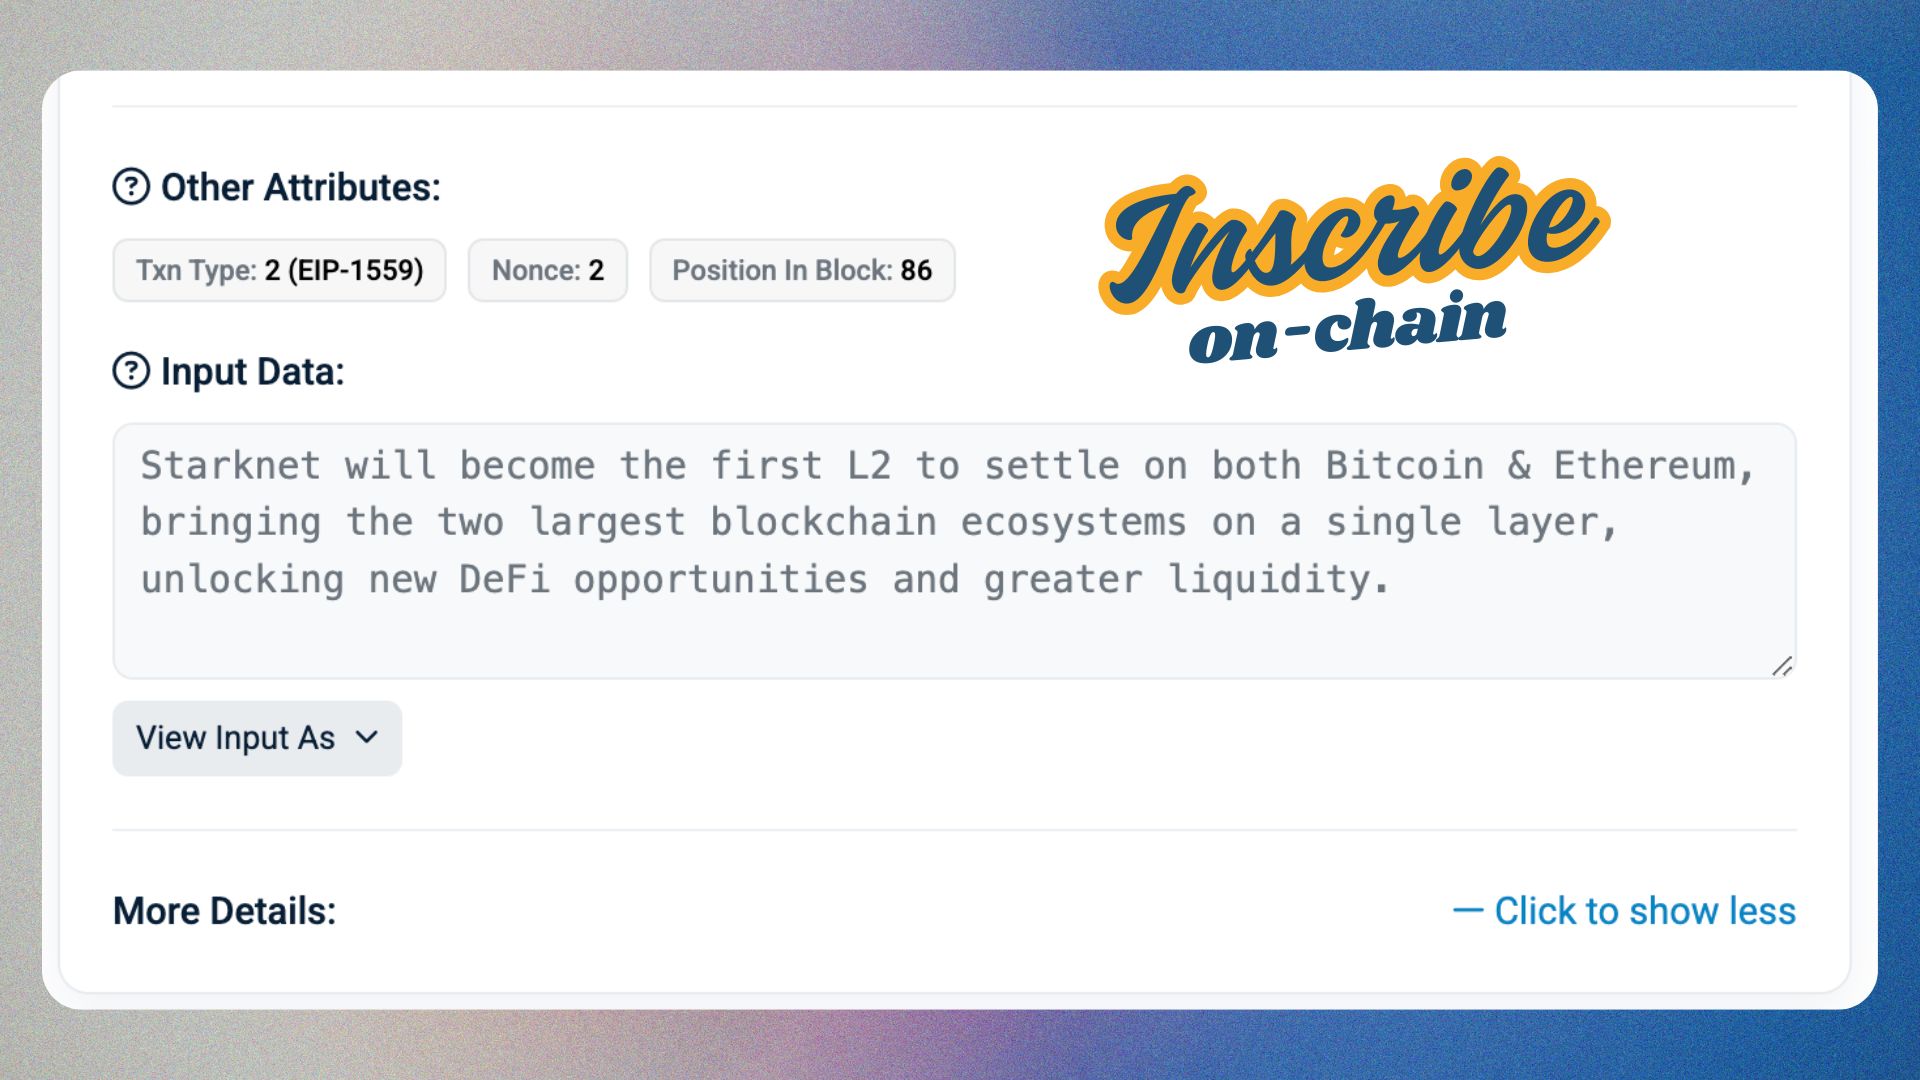 Other Attributes:
Txn Type: 2 (EIP-1559) Nonce: 2 Position In Block: 86
Inscribe
on-chain
Input Data:
Starknet will become the first L2 to settle on both Bitcoin & Ethereum,
bringing the two largest blockchain ecosystems on a single layer,
unlocking new DeFi opportunities and greater liquidity.
View Input As
More Details:
— Click to show less